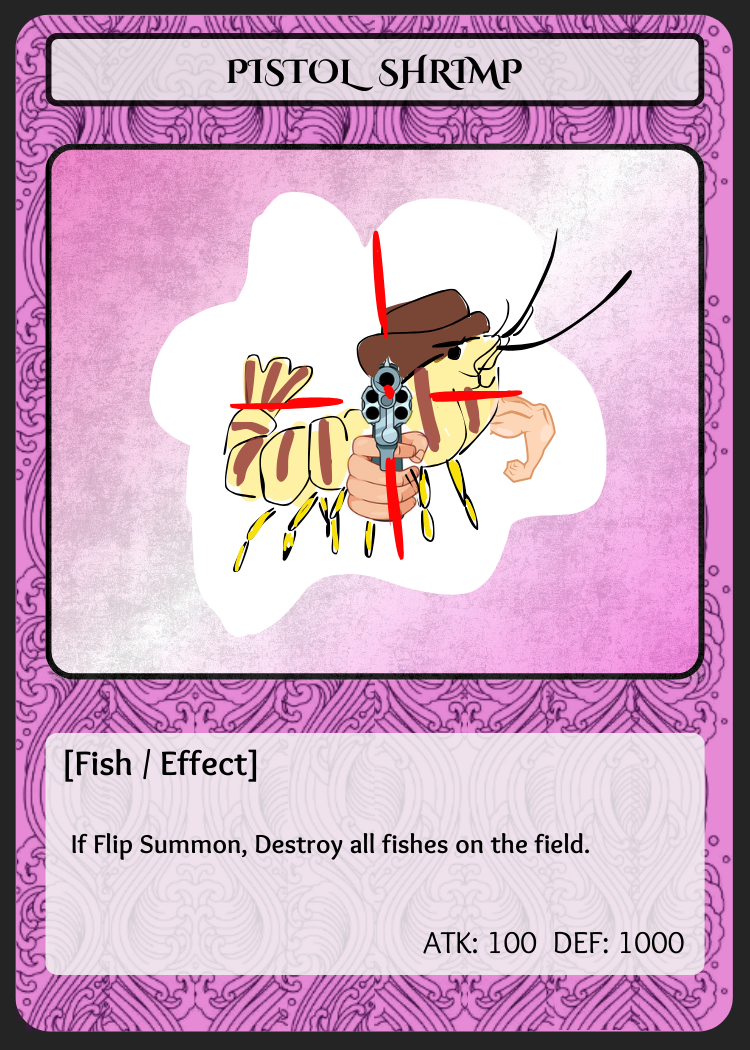 PISTOL SHRIMP
[Fish / Effect]
If Flip Summon, Destroy all fishes on the field.
ATK: 100 DEF: 1000